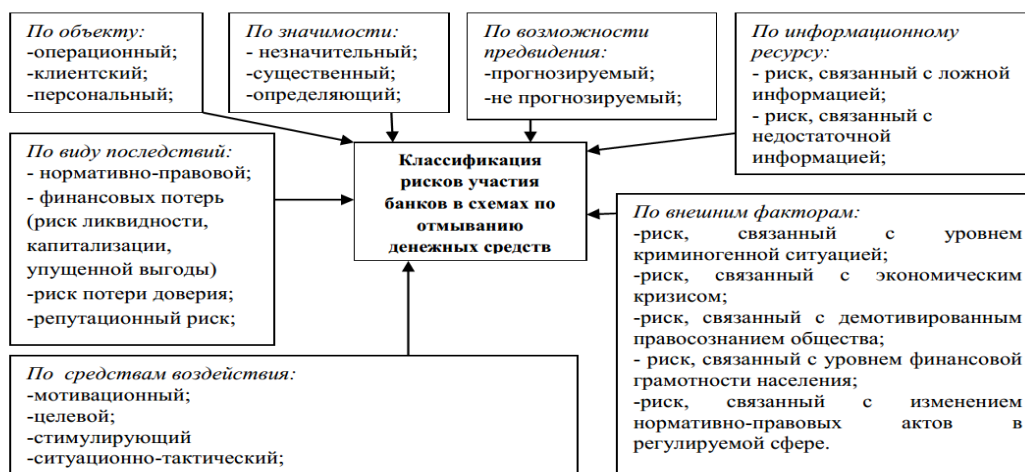 По объекту:
-операционный;
-клиентский;
-персональный;
По значимости:
- незначительный;
-существенный;
-определяющий;
По возможности
предвидения:
-прогнозируемый;
-не прогнозируемый;
По информационному
ресурсу:
- риск, связанный с ложной
информацией;
- риск, связанный с
недостаточной
информацией;
По виду последствий:
- нормативно-правовой;
- финансовых потерь
(риск ликвидности,
капитализации,
упущенной выгоды)
-риск потери доверия;
-репутационный риск;
Классификация
рисков участия
банков в схемах по
отмыванию
денежных средств
По внешним факторам:
-риск, связанный с уровнем
криминогенной ситуацией;
-риск, связанный с экономическим
кризисом;
-риск, связанный с демотивированным
правосознанием общества;
- риск, связанный с уровнем финансовой
грамотности населения;
-риск, связанный с изменением
нормативно-правовых актов в
регулируемой сфере.
По средствам воздействия:
-мотивационный;
-целевой;
-стимулирующий
-ситуационно-тактический;